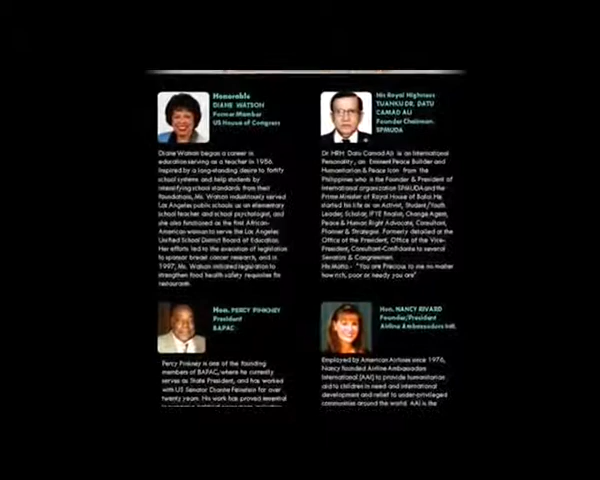 Honorable
DIANE WATSON
Former Member
US House of Congress
Diane Watson began a career in
education serving as a teacher in 1956.
Inspired by a long-standing desire to fortify
school systems and help students by
intensifying school standards from their
foundations, Ms. Watson industriously served
Los Angeles public schools as an elementary
school teacher and school psychologist, and
she also functioned as the first African-
American woman to serve the Los Angeles
Unified School District Board of Education.
Her efforts led to the execution of legislation
to sponsor breast cancer research, and in
1997, Ms. Watson initiated legislation to
strengthen food health safety requisites for
restaurants.
His Royal Highness
TUANKU DR. DATU
CAMAD ALI
Founder Chairman
SPMUDA
Dr. HRH Datu Camad Ali is an International
Personality, an Eminent Peace Builder and
Humanitarian & Peace Icon from the
Philippines who is the Founder & President of
International organization SPMUDA and the
Prime Minister of Royal House of Baloi. He
started his life as an Activist, Student/Youth
Leader, Scholar, IFTE finalist, Change Agent,
Peace & Human Right Advocate, Consultant,
Planner & Strategist. Formerly detailed at the
Office of the President, Office of the Vice-
President, Consultant-Confidante to several
Senators & Congressmen.
His Motto - "You are Precious to me no matter
how rich, poor or needy you are"
Hon. PERCY PINKNEY
President
BAPAC
Percy Pinkney is one of the founding
members of BAPAC, where he currently
serves as State President, and has worked
with US Senator Dianne Feinstein for over
twenty years. His work has proved essential
Hon. NANCY RIVARD
Founder/President
Airline Ambassadors Intl.
Employed by American Airlines since 1976,
Nancy founded Airline Ambassadors
International (AAI) to provide humanitarian
aid to children in need and international
development and relief to under-privileged
communities around the world. AAI is the